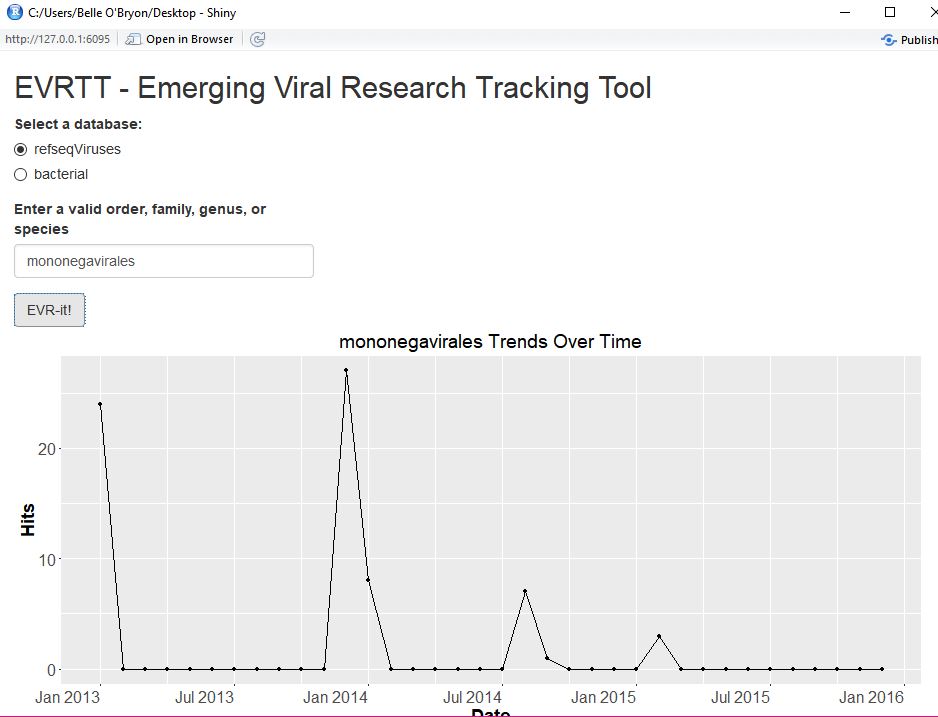 C:/Users/Belle O'Bryon/Desktop - Shiny
http://127.0.0.1:6095 Open in Browser Publish
EVRTT - Emerging Viral Research Tracking Tool
Select a database:
refseqViruses
bacterial
Enter a valid order, family, genus, or
species
mononegavirales
EVR-it!
mononegavirales Trends Over Time
20
Hits
10
0
Jan 2013 Jul 2013 Jan 2014 Jul 2014 Jan 2015 Jul 2015 Jan 2016
Date